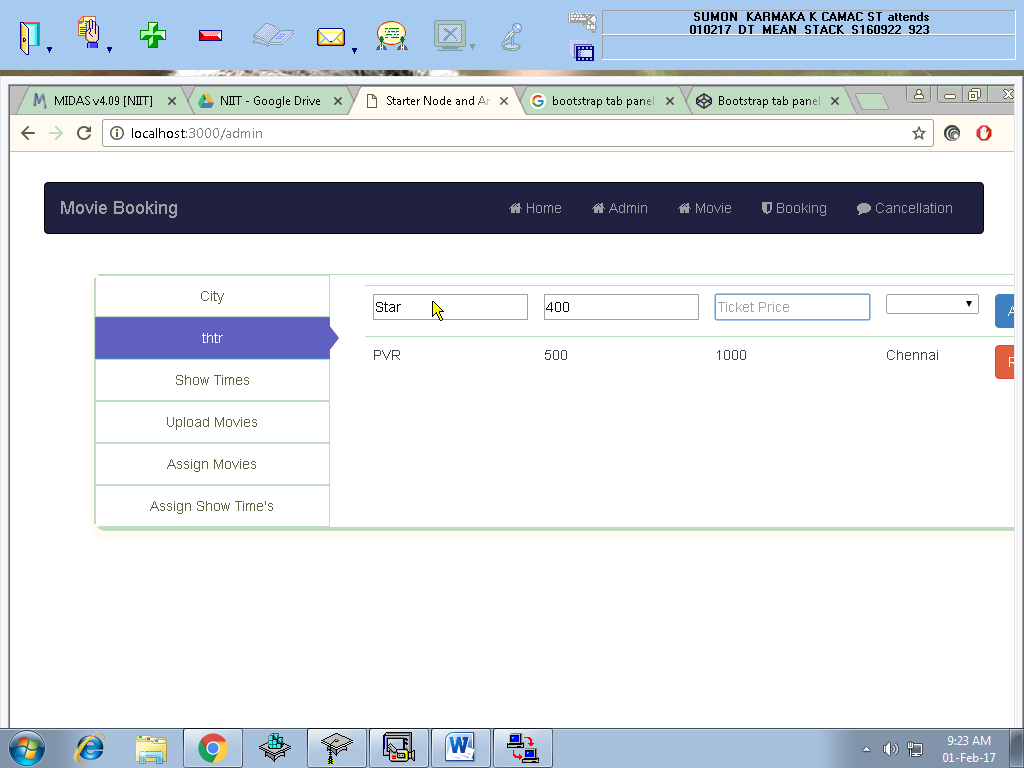 SUMON KARMAKA K CAMAC ST attends
010217 DT MEAN STACK S160922 923
MIDAS v4.09 [NIIT]
NIIT - Google Drive
Starter Node and Ar
bootstrap tab panel
Bootstrap tab panel
localhost:3000/admin
Movie Booking
Home
Admin
Movie
Booking
Cancellation
City
thtr
Show Times
Upload Movies
Assign Movies
Assign Show Time's
Star
400
Ticket Price
A
PVR
500
1000
Chennai
R
9:23 AM
01-Feb-17